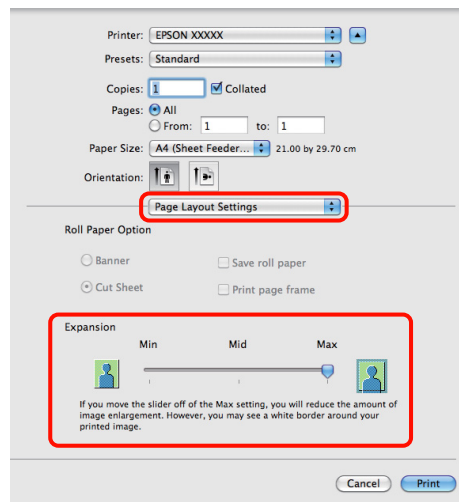 Printer: EPSON XXXXX
Presets: Standard
Copies: 1 Collated
Pages: All
From: 1 to: 1
Paper Size: A4 (Sheet Feeder... 21.00 by 29.70 cm
Orientation:
Page Layout Settings
Roll Paper Option
Banner Save roll paper
Cut Sheet Print page frame
Expansion
Min Mid Max
If you move the slider off of the Max setting, you will reduce the amount of
image enlargement. However, you may see a white border around your
printed image.
Cancel Print